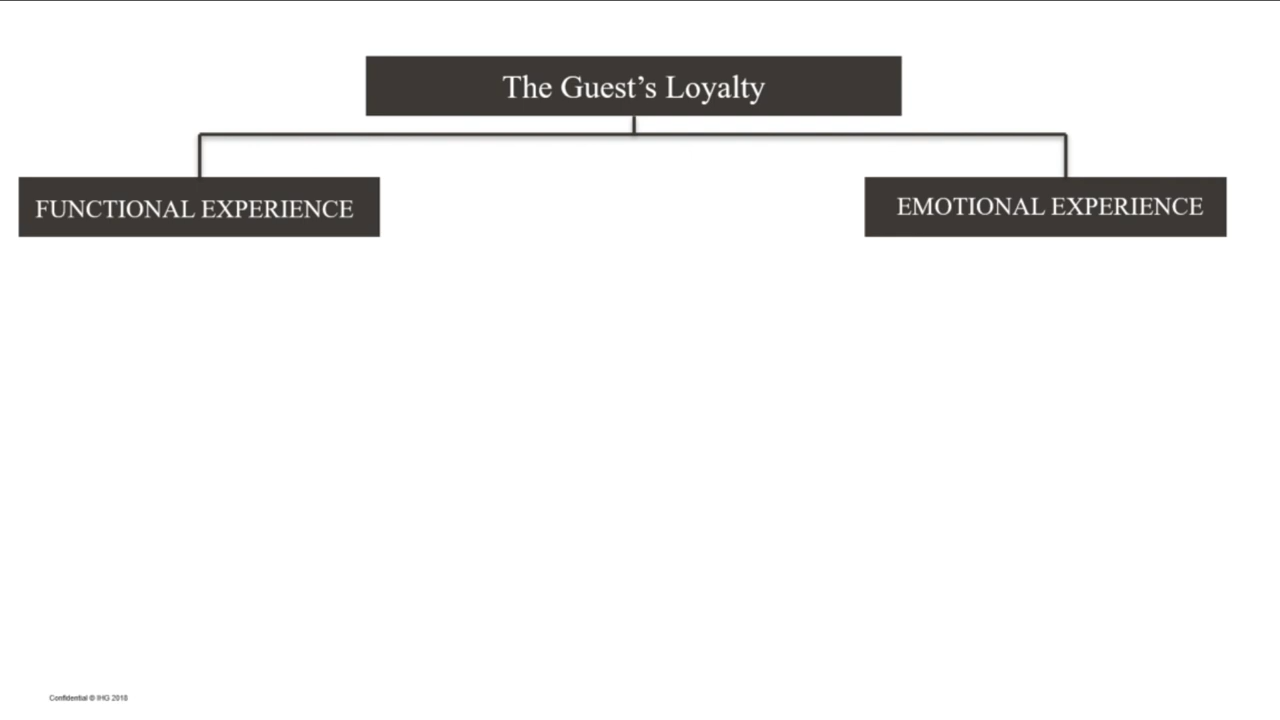 The Guest’s Loyalty
FUNCTIONAL EXPERIENCE
EMOTIONAL EXPERIENCE
Confidential © IHG 2018